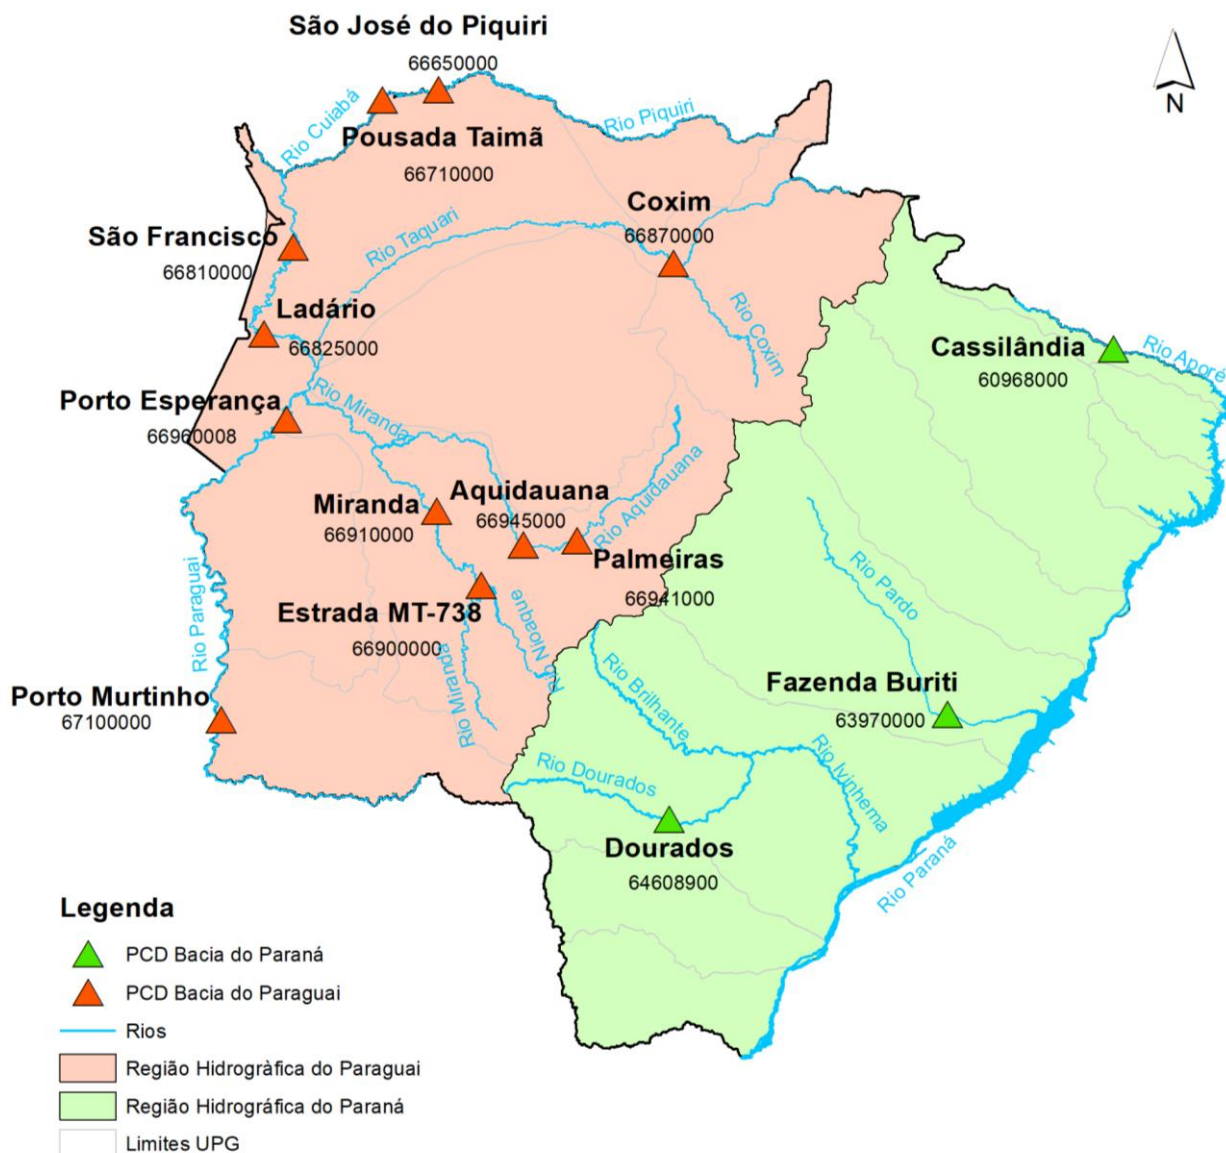 São José do Piquiri
66650000
N
Rio Cuiabá
Rio Piquiri
Pousada Taimã
66710000
Coxim
66870000
São Francisco
66810000
Rio Taquari
Ladário
66825000
Rio Coxim
Cassilândia
60968000
Rio Aporé
Porto Esperança
66960008
Rio Miranda
Miranda
66910000
Aquidauana
66945000
Rio Aquidauana
Palmeiras
66941000
Rio Paraguai
Estrada MT-738
66900000
Rio Nioaque
Rio Miranda
Rio Pardo
Porto Murtinho
67100000
Rio Brilhante
Fazenda Buriti
63970000
Rio Dourados
Rio Ivinhema
Dourados
64608900
Rio Paraná
Legenda
PCD Bacia do Paraná
PCD Bacia do Paraguai
Rios
Região Hidrogràfica do Paraguai
Região Hidrográfica do Paraná
Limites UPG